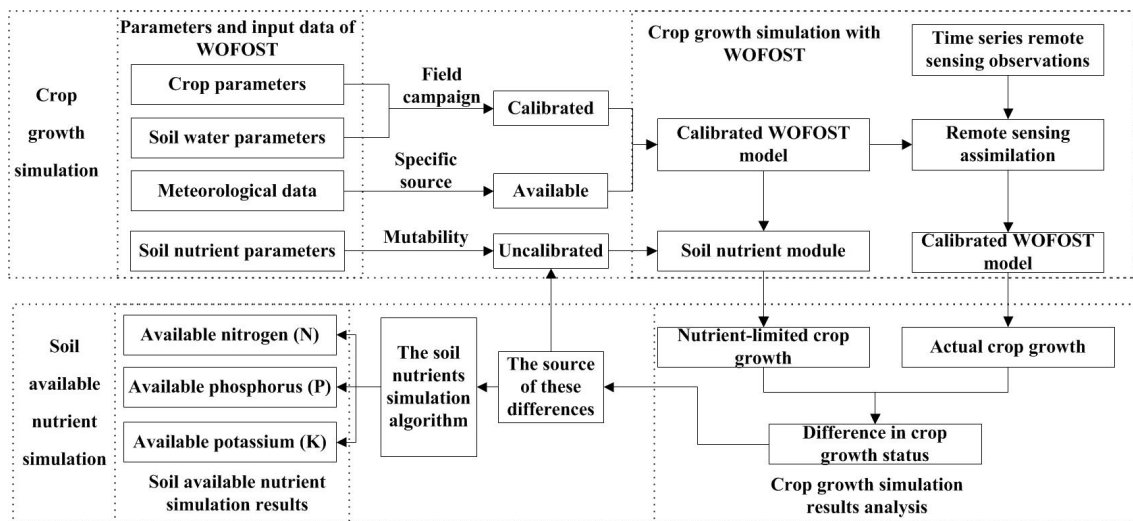 Crop
growth
simulation
Parameters and input data of
WOFOST
Crop parameters
Soil water parameters
Meteorological data
Soil nutrient parameters
Field
campaign
Specific
source
Mutability
Calibrated
Available
Uncalibrated
Crop growth simulation with
WOFOST
Calibrated WOFOST
model
Soil nutrient module
Time series remote
sensing observations
Remote sensing
assimilation
Calibrated WOFOST
model
Soil
available
nutrient
simulation
Available nitrogen (N)
Available phosphorus (P)
Available potassium (K)
Soil available nutrient
simulation results
The soil
nutrients
simulation
algorithm
The source
of these
differences
Nutrient-limited crop
growth
Actual crop growth
Difference in crop
growth status
Crop growth simulation
results analysis